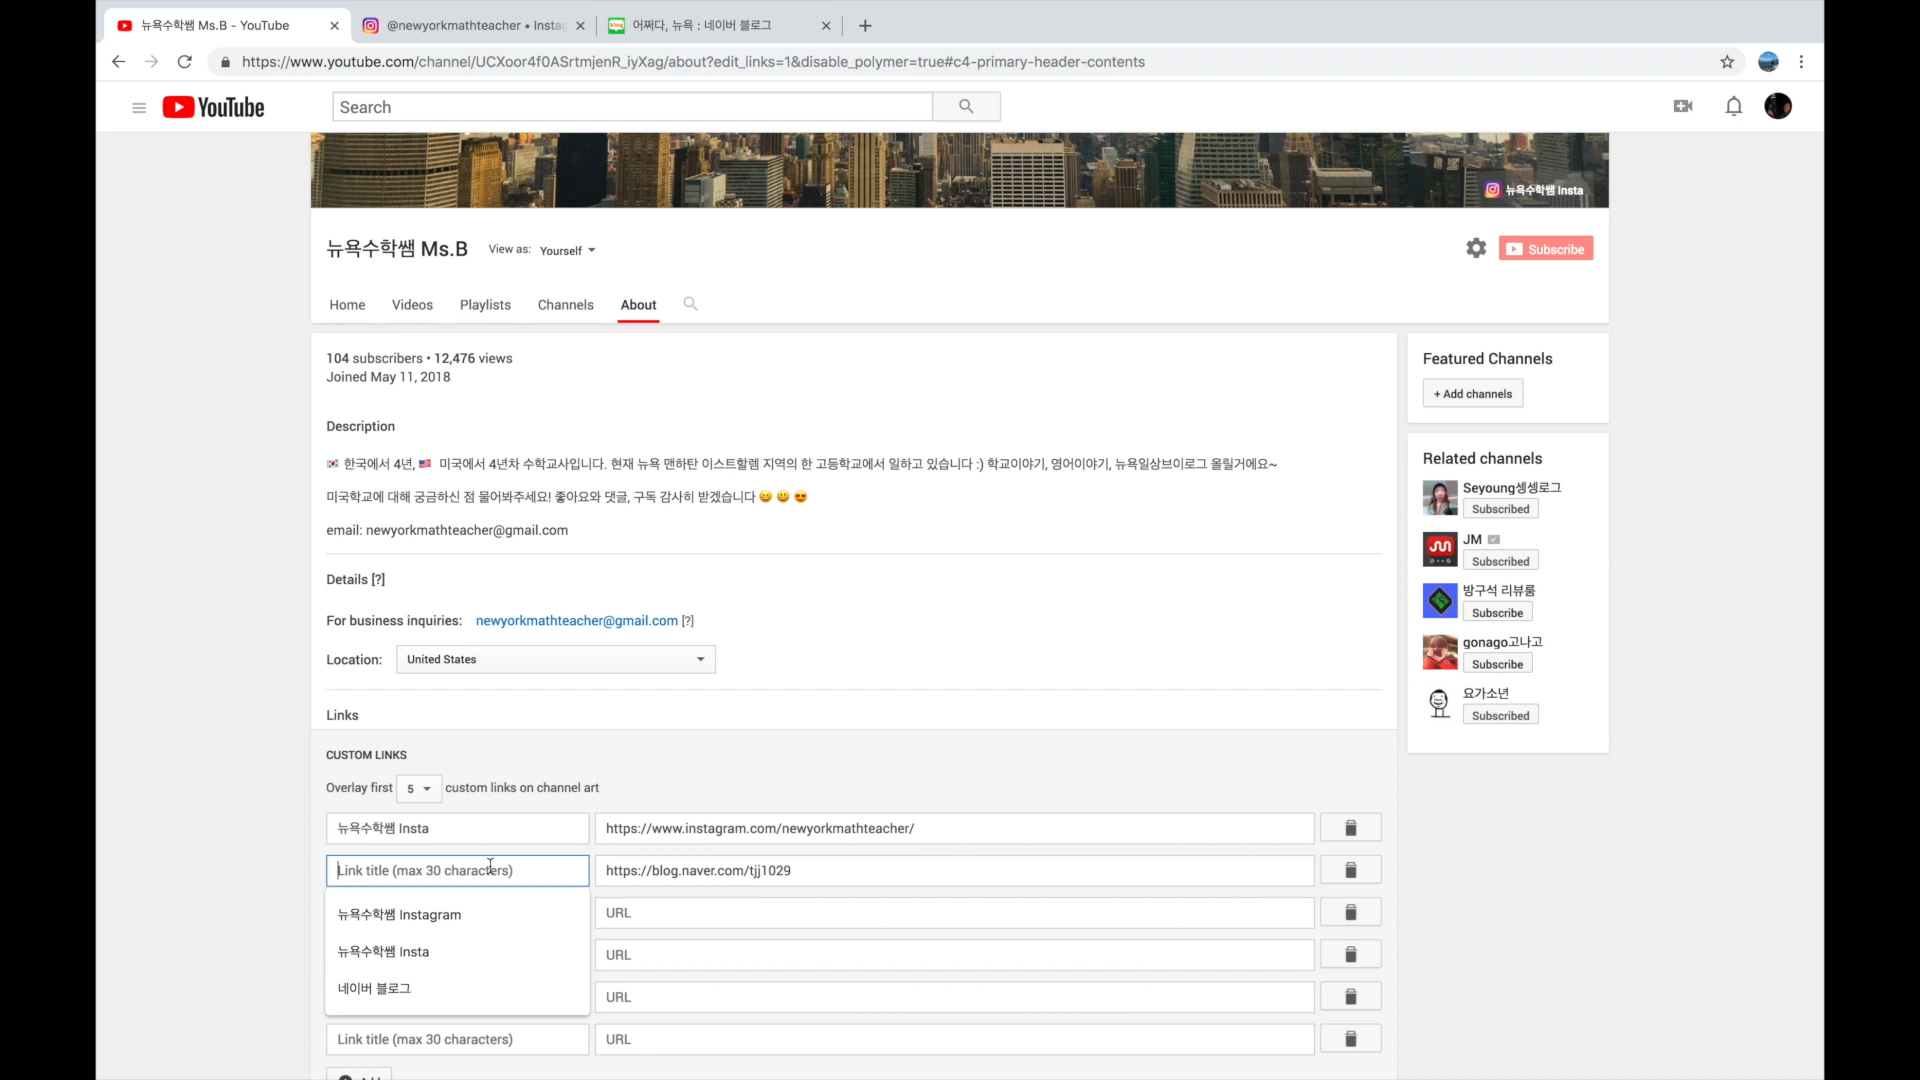 뉴욕수학쌤 Ms.B - YouTube
@newyorkmathteacher • Instag
blog
어쩌다, 뉴욕 : 네이버 블로그
https://www.youtube.com/channel/UCXoor4f0ASrtmjenR_iyXag/about?edit_links=1&disable_polymer=true#c4-primary-header-contents
YouTube
Search
뉴욕수학쌤 Insta
뉴욕수학쌤 Ms.B
View as: Yourself
Subscribe
Home Videos Playlists Channels About
104 subscribers • 12,476 views
Joined May 11, 2018
Description
🇰🇷 한국에서 4년, 🇺🇸 미국에서 4년차 수학교사입니다. 현재 뉴욕 맨하탄 이스트할렘 지역의 한 고등학교에서 일하고 있습니다 :) 학교이야기, 영어이야기, 뉴욕일상브이로그 올릴거에요~
미국학교에 대해 궁금하신 점 물어봐주세요! 좋아요와 댓글, 구독 감사히 받겠습니다 😄 😃 😍
email: newyorkmathteacher@gmail.com
Details [?]
For business inquiries: newyorkmathteacher@gmail.com [?]
Location: United States
Links
CUSTOM LINKS
Overlay first 5 custom links on channel art
뉴욕수학쌤 Insta
https://www.instagram.com/newyorkmathteacher/
Link title (max 30 characters)
https://blog.naver.com/tjj1029
뉴욕수학쌤 Instagram
뉴욕수학쌤 Insta
네이버 블로그
URL
URL
URL
Link title (max 30 characters)
URL
Featured Channels
+ Add channels
Related channels
Seyoung셍셍로그
Subscribed
JM
Subscribed
방구석 리뷰룸
Subscribe
gonago고나고
Subscribe
요가소년
Subscribed